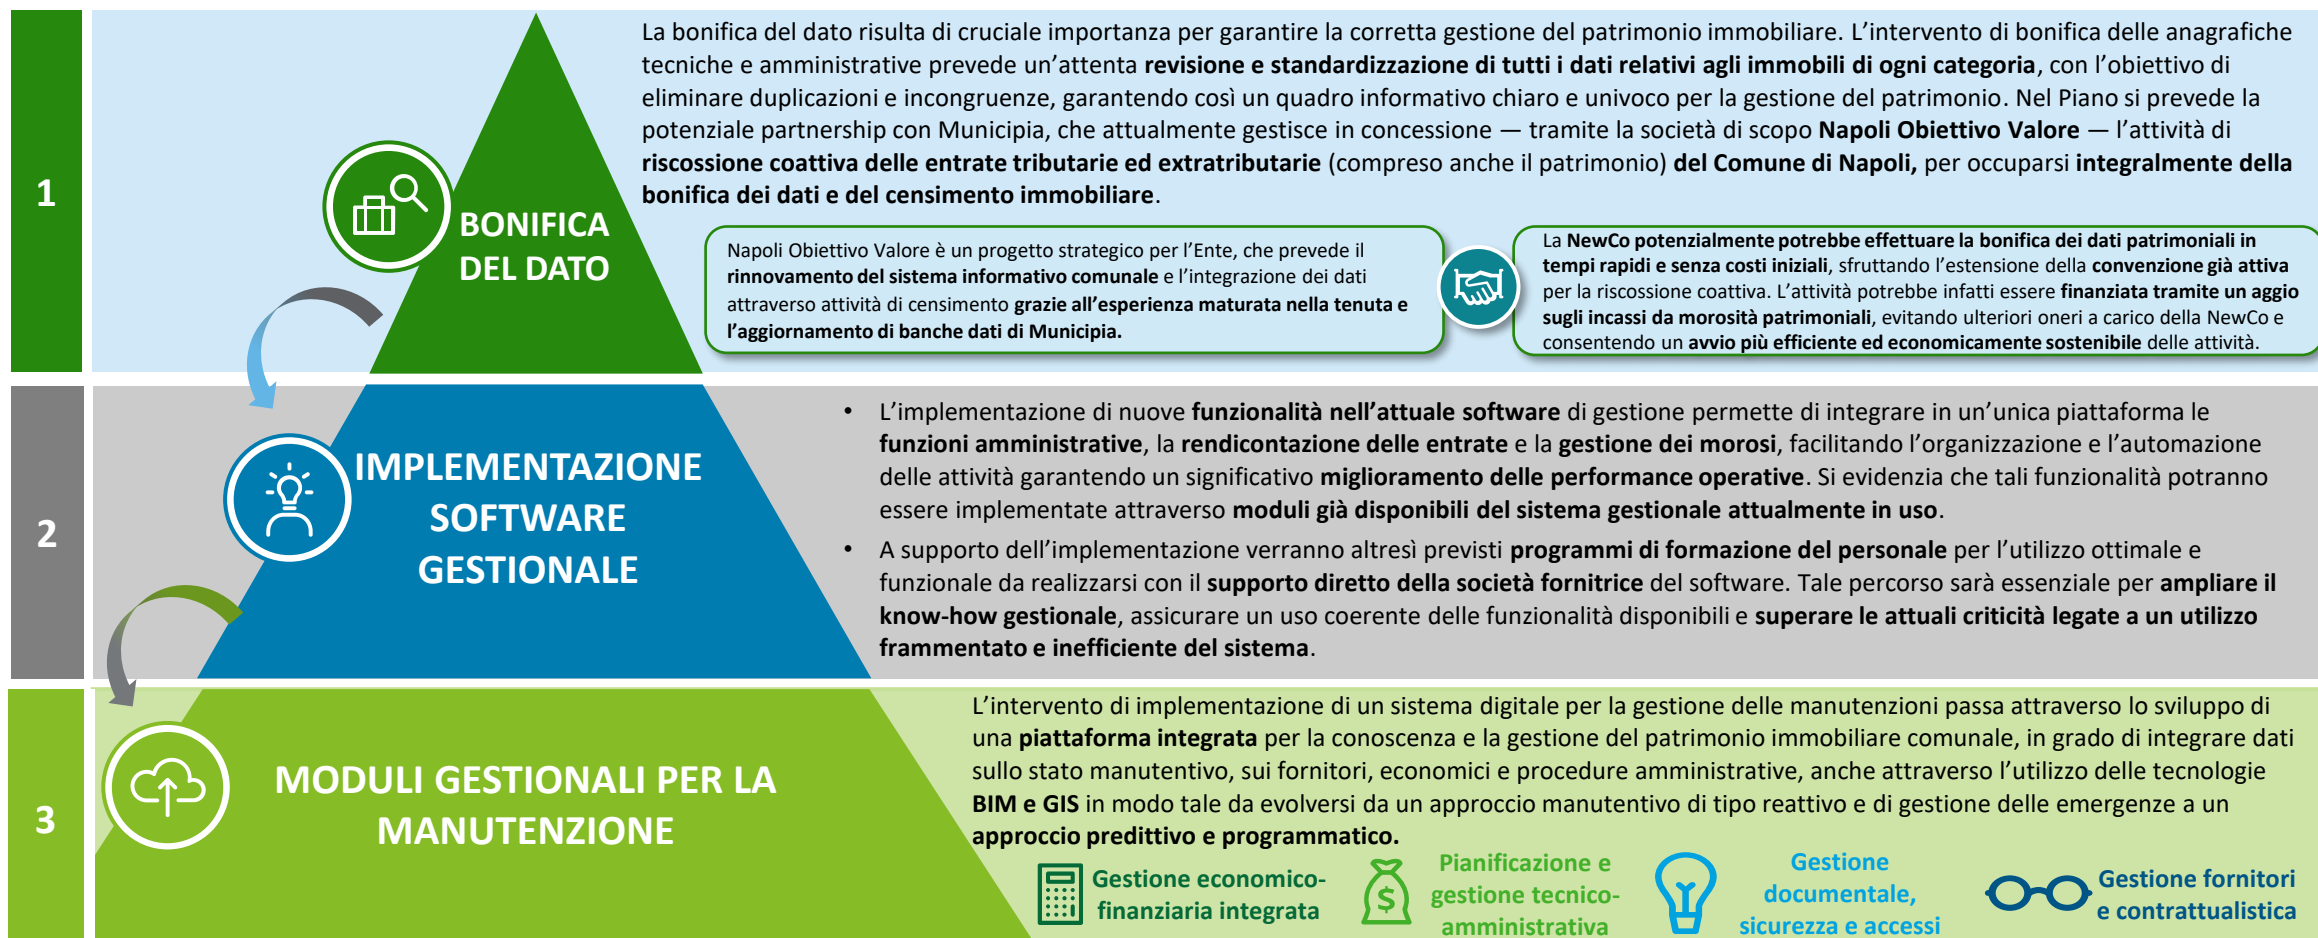 1
BONIFICA
DEL DATO
La bonifica del dato risulta di cruciale importanza per garantire la corretta gestione del patrimonio immobiliare. L’intervento di bonifica delle anagrafiche
tecniche e amministrative prevede un’attenta revisione e standardizzazione di tutti i dati relativi agli immobili di ogni categoria, con l’obiettivo di
eliminare duplicazioni e incongruenze, garantendo così un quadro informativo chiaro e univoco per la gestione del patrimonio. Nel Piano si prevede la
potenziale partnership con Municipia, che attualmente gestisce in concessione — tramite la società di scopo Napoli Obiettivo Valore — l’attività di
riscossione coattiva delle entrate tributarie ed extratributarie (compreso anche il patrimonio) del Comune di Napoli, per occuparsi integralmente della
bonifica dei dati e del censimento immobiliare.
Napoli Obiettivo Valore è un progetto strategico per l’Ente, che prevede il
rinnovamento del sistema informativo comunale e l’integrazione dei dati
attraverso attività di censimento grazie all’esperienza maturata nella tenuta e
l’aggiornamento di banche dati di Municipia.
La NewCo potenzialmente potrebbe effettuare la bonifica dei dati patrimoniali in
tempi rapidi e senza costi iniziali, sfruttando l’estensione della convenzione già attiva
per la riscossione coattiva. L’attività potrebbe infatti essere finanziata tramite un aggio
sugli incassi da morosità patrimoniali, evitando ulteriori oneri a carico della NewCo e
consentendo un avvio più efficiente ed economicamente sostenibile delle attività.
2
IMPLEMENTAZIONE
SOFTWARE
GESTIONALE
• L’implementazione di nuove funzionalità nell’attuale software di gestione permette di integrare in un’unica piattaforma le
funzioni amministrative, la rendicontazione delle entrate e la gestione dei morosi, facilitando l’organizzazione e l’automazione
delle attività garantendo un significativo miglioramento delle performance operative. Si evidenzia che tali funzionalità potranno
essere implementate attraverso moduli già disponibili del sistema gestionale attualmente in uso.
• A supporto dell’implementazione verranno altresì previsti programmi di formazione del personale per l’utilizzo ottimale e
funzionale da realizzarsi con il supporto diretto della società fornitrice del software. Tale percorso sarà essenziale per ampliare il
know-how gestionale, assicurare un uso coerente delle funzionalità disponibili e superare le attuali criticità legate a un utilizzo
frammentato e inefficiente del sistema.
3
MODULI GESTIONALI PER LA
MANUTENZIONE
L’intervento di implementazione di un sistema digitale per la gestione delle manutenzioni passa attraverso lo sviluppo di
una piattaforma integrata per la conoscenza e la gestione del patrimonio immobiliare comunale, in grado di integrare dati
sullo stato manutentivo, sui fornitori, economici e procedure amministrative, anche attraverso l’utilizzo delle tecnologie
BIM e GIS in modo tale da evolversi da un approccio manutentivo di tipo reattivo e di gestione delle emergenze a un
approccio predittivo e programmatico.
Gestione economico-
finanziaria integrata
$
Pianificazione e
gestione tecnico-
amministrativa
Gestione
documentale,
sicurezza e accessi
Gestione fornitori
e contrattualistica